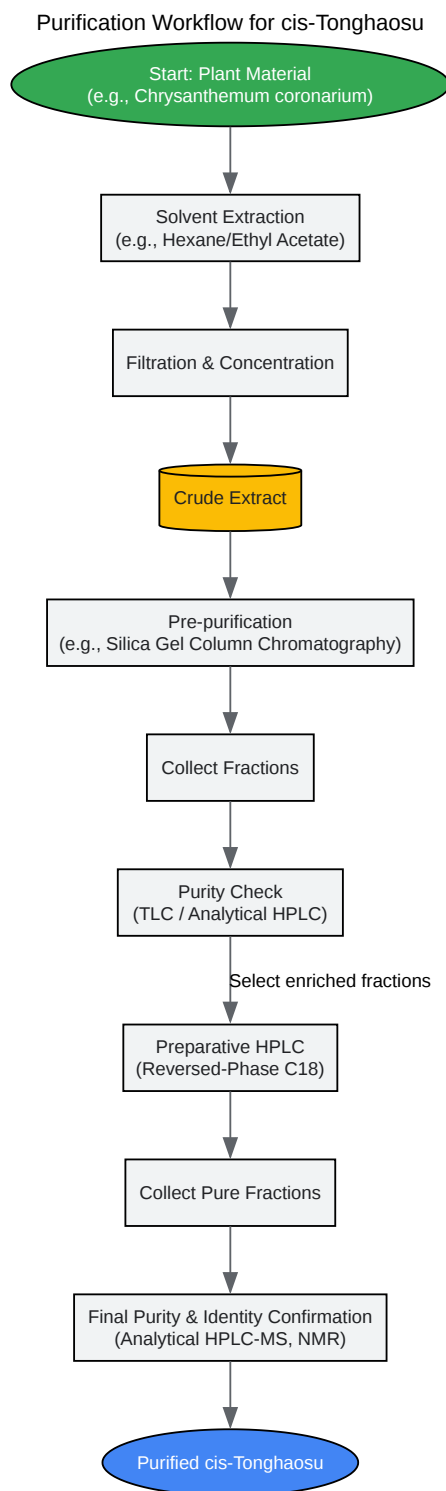 Purification Workflow for cis-Tonghaosu
Start: Plant Material
(e.g., Chrysanthemum coronarium)
Solvent Extraction
(e.g., Hexane/Ethyl Acetate)
Filtration & Concentration
Crude Extract
Pre-purification
(e.g., Silica Gel Column Chromatography)
Collect Fractions
Purity Check
(TLC / Analytical HPLC)
Select enriched fractions
Preparative HPLC
(Reversed-Phase C18)
Collect Pure Fractions
Final Purity & Identity Confirmation
(Analytical HPLC-MS, NMR)
Purified cis-Tonghaosu